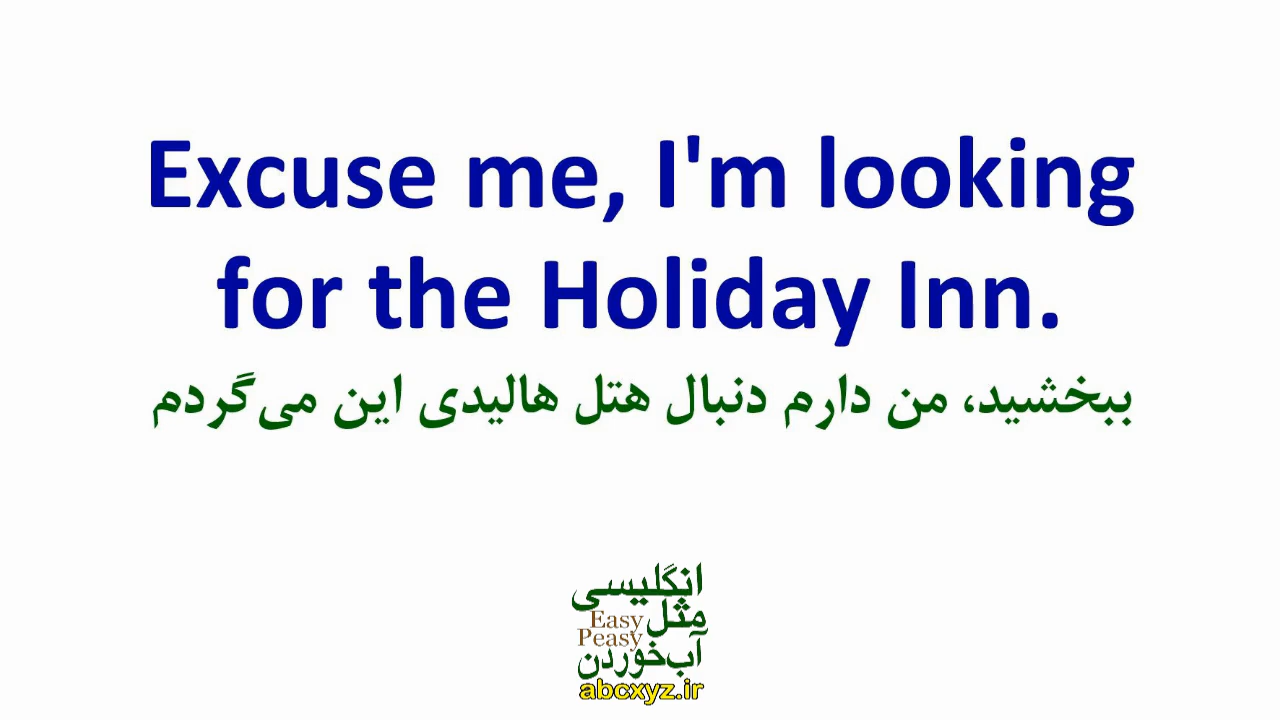 Excuse me, I'm looking
for the Holiday Inn.
ببخشید، من دارم دنبال هتل هالیدی این می‌گردم
انگلیسی
مثل
Easy
Peasy
آب‌خوردن
abcxyz.ir